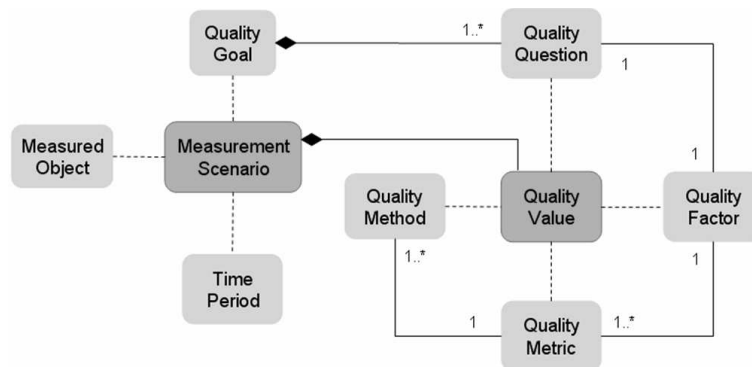 Quality
Goal
1..*
Quality
Question
1
Measured
Object
Measurement
Scenario
1
Quality
Method
Quality
Value
Quality
Factor
1..*
1
Time
Period
1
Quality
Metric
1..*